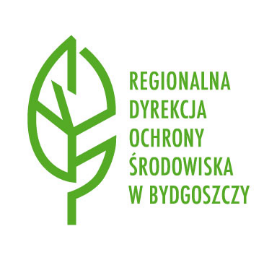 REGIONALNA
DYREKCJA
OCHRONY
ŚRODOWISKA
W BYDGOSZCZY